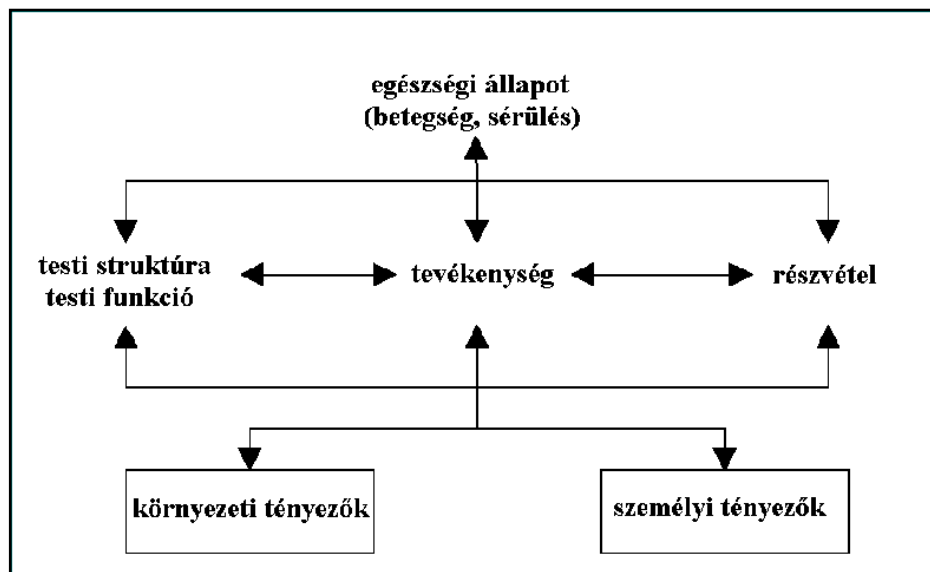 egészségi állapot
(betegség, sérülés)
testi struktúra
testi funkció
tevékenység
részvétel
környezeti tényezők
személyi tényezők